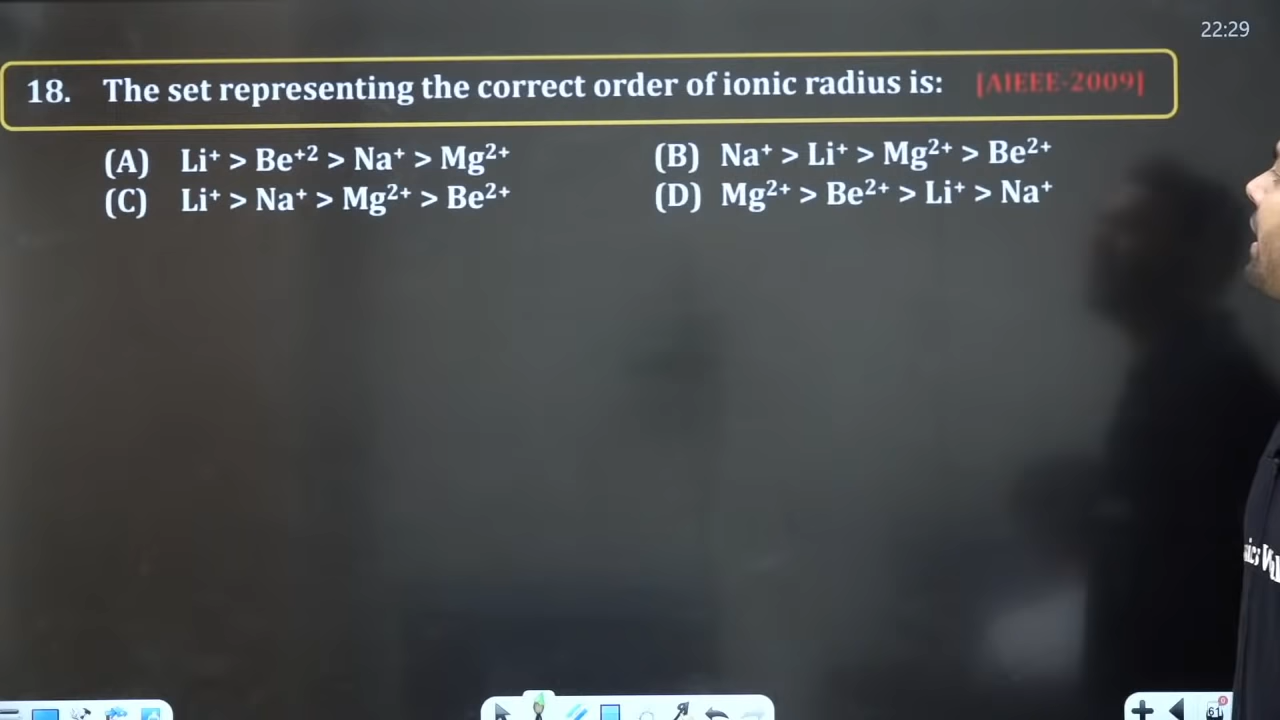 22:29
18. The set representing the correct order of ionic radius is: [AIEEE-2009]
(A) Li⁺ > Be⁺² > Na⁺ > Mg²⁺ (B) Na⁺ > Li⁺ > Mg²⁺ > Be²⁺
(C) Li⁺ > Na⁺ > Mg²⁺ > Be²⁺ (D) Mg²⁺ > Be²⁺ > Li⁺ > Na⁺
61